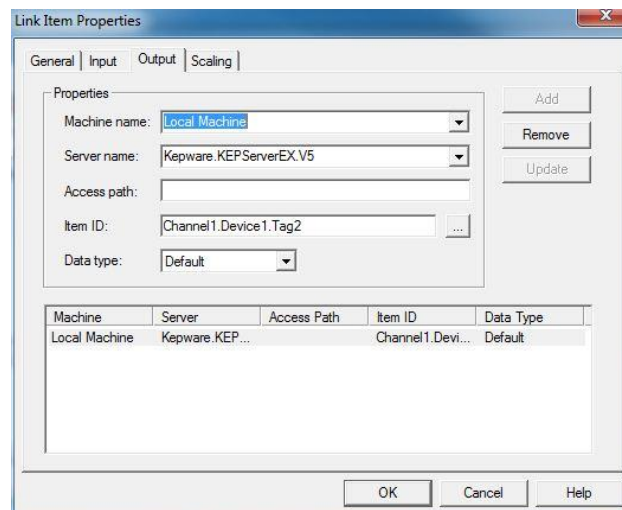 Link Item Properties
General Input Output Scaling
Properties
Machine name: Local Machine
Add
Remove
Server name: Kepware.KEPServerEX.V5
Update
Access path:
Item ID: Channel1.Device1.Tag2 ...
Data type: Default
Machine Server Access Path Item ID Data Type
Local Machine Kepware.KEP... Channel1.Devi... Default
OK Cancel Help